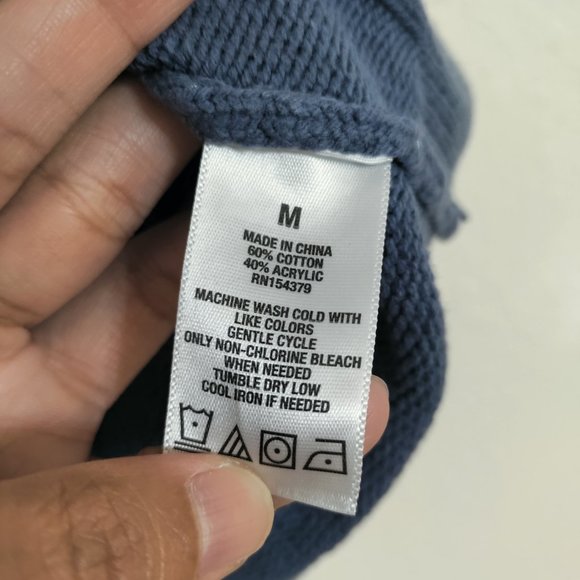 M
MADE IN CHINA
60% COTTON
40% ACRYLIC
RN154379
MACHINE WASH COLD WITH
LIKE COLORS
GENTLE CYCLE
ONLY NON-CHLORINE BLEACH
WHEN NEEDED
TUMBLE DRY LOW
COOL IRON IF NEEDED